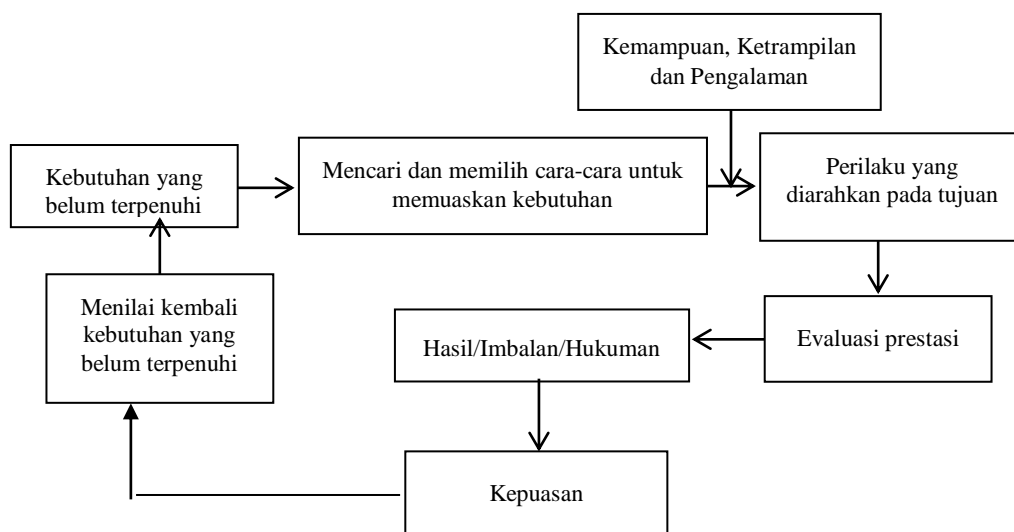 Kemampuan, Ketrampilan
dan Pengalaman
Kebutuhan yang
belum terpenuhi
Mencari dan memilih cara-cara untuk
memuaskan kebutuhan
Perilaku yang
diarahkan pada tujuan
Menilai kembali
kebutuhan yang
belum terpenuhi
Hasil/Imbalan/Hukuman
Evaluasi prestasi
Kepuasan